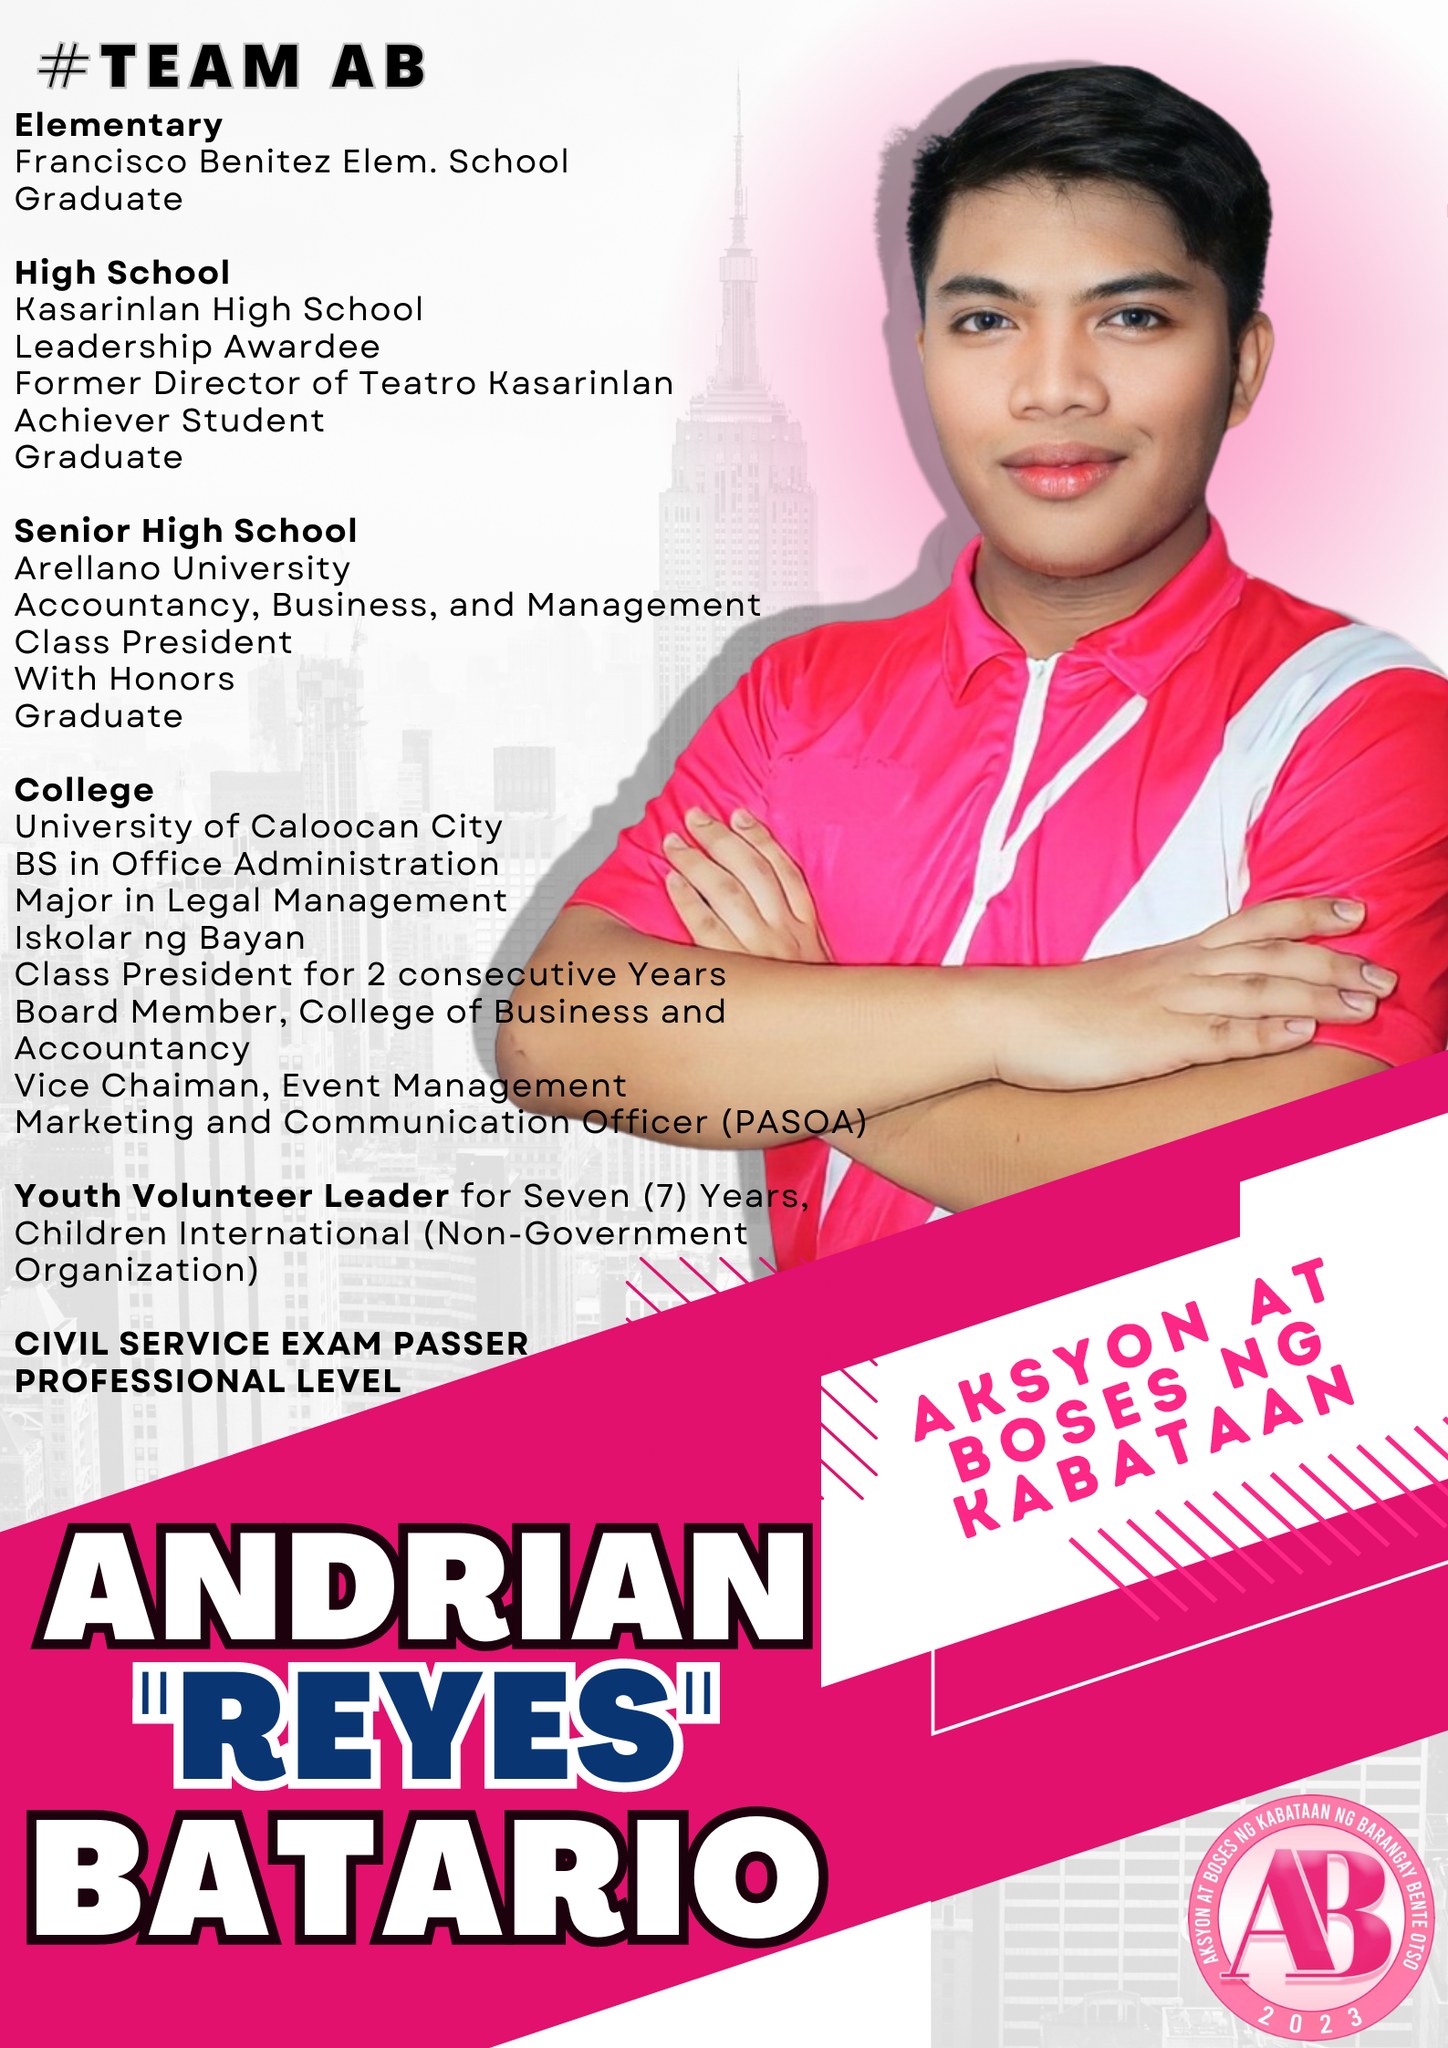 #TEAM AB
Elementary
Francisco Benitez Elem. School
Graduate
High School
Kasarinlan High School
Leadership Awardee
Former Director of Teatro Kasarinlan
Achiever Student
Graduate
Senior High School
Arellano University
Accountancy, Business, and Management
Class President
With Honors
Graduate
College
University of Caloocan City
BS in Office Administration
Major in Legal Management
Iskolar ng Bayan
Class President for 2 consecutive Years
Board Member, College of Business and
Accountancy
Vice Chaiman, Event Management
Marketing and Communication Officer (PASOA)
Youth Volunteer Leader for Seven (7) Years,
Children International (Non-Government
Organization)
CIVIL SERVICE EXAM PASSER
PROFESSIONAL LEVEL
AKSYON AT
BOSES NG
KABATAAN
ANDRIAN
"REYES"
BATARIO
AKSYON AT BOSES NG KABATAAN NG BARANGAY BENTE OTSO
AB
2023